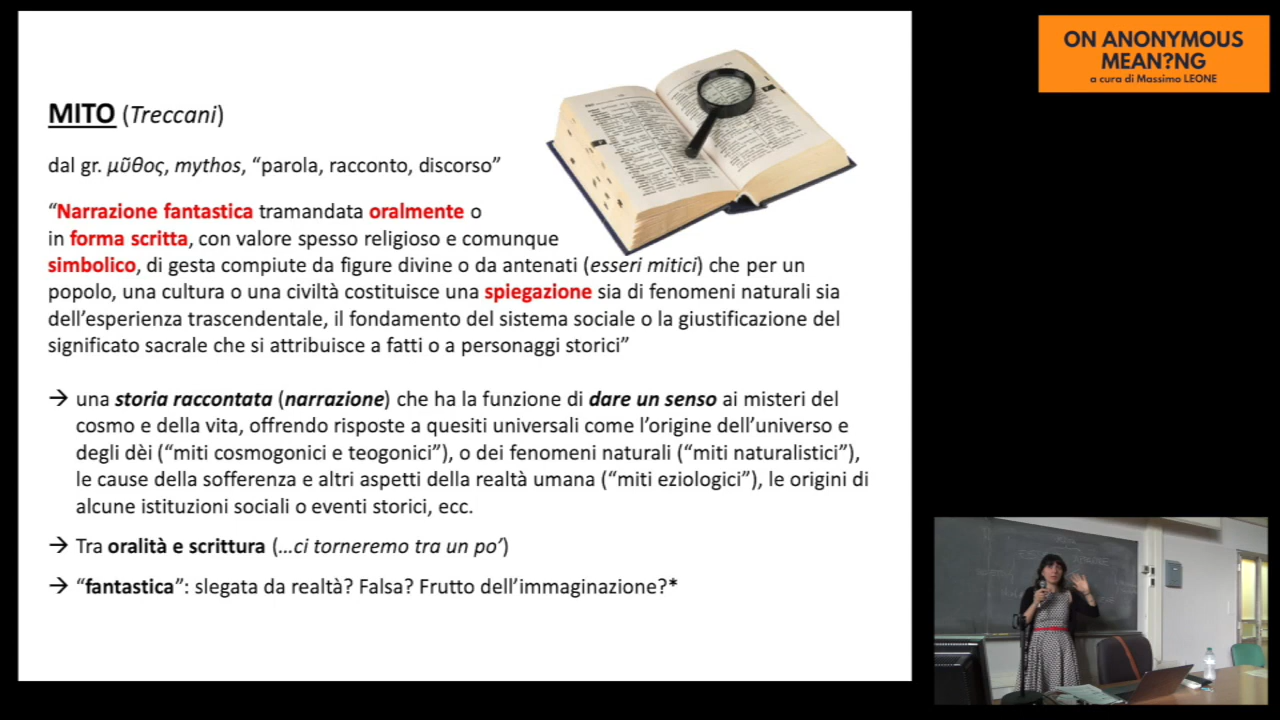 ON ANONYMOUS
MEAN?NG
a cura di Massimo LEONE
MITO (Treccani)
dal gr. μῦθος, mythos, “parola, racconto, discorso”
“Narrazione fantastica tramandata oralmente o
in forma scritta, con valore spesso religioso e comunque
simbolico, di gesta compiute da figure divine o da antenati (esseri mitici) che per un
popolo, una cultura o una civiltà costituisce una spiegazione sia di fenomeni naturali sia
dell’esperienza trascendentale, il fondamento del sistema sociale o la giustificazione del
significato sacrale che si attribuisce a fatti o a personaggi storici”
→ una storia raccontata (narrazione) che ha la funzione di dare un senso ai misteri del
cosmo e della vita, offrendo risposte a quesiti universali come l’origine dell’universo e
degli dèi (“miti cosmogonici e teogonici”), o dei fenomeni naturali (“miti naturalistici”),
le cause della sofferenza e altri aspetti della realtà umana (“miti eziologici”), le origini di
alcune istituzioni sociali o eventi storici, ecc.
→ Tra oralità e scrittura (…ci torneremo tra un po’)
→ “fantastica”: slegata da realtà? Falsa? Frutto dell’immaginazione?*